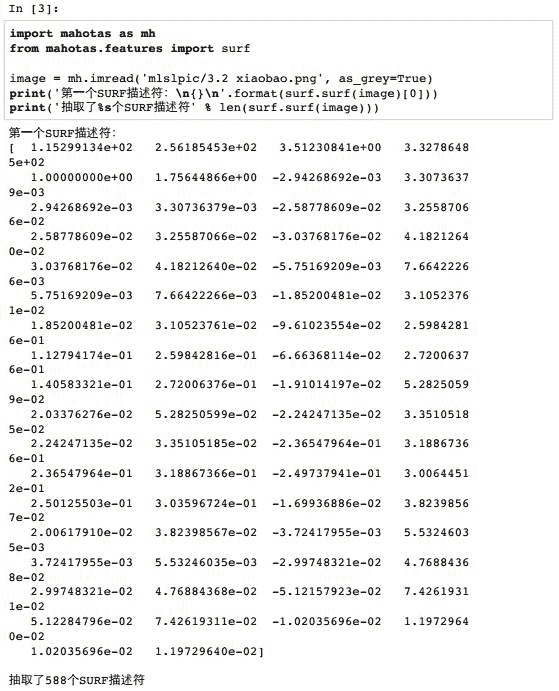 In [3]:
import mahotas as mh
from mahotas.features import surf
image = mh.imread('mlslpic/3.2 xiaobao.png', as_grey=True)
print('第一个SURF描述符：\n{}\n'.format(surf.surf(image)[0]))
print('抽取了%s个SURF描述符' % len(surf.surf(image)))
第一个SURF描述符：
[ 1.15299134e+02 2.56185453e+02 3.51230841e+00 3.3278648
5e+02
1.00000000e+00 1.75644866e+00 -2.94268692e-03 3.3073637
9e-03
2.94268692e-03 3.30736379e-03 -2.58778609e-02 3.2558706
6e-02
2.58778609e-02 3.25587066e-02 -3.03768176e-02 4.1821264
0e-02
3.03768176e-02 4.18212640e-02 -5.75169209e-03 7.6642226
6e-03
5.75169209e-03 7.66422266e-03 -1.85200481e-02 3.1052376
1e-02
1.85200481e-02 3.10523761e-02 -9.61023554e-02 2.5984281
6e-01
1.12794174e-01 2.59842816e-01 -6.66368114e-02 2.7200637
6e-01
1.40583321e-01 2.72006376e-01 -1.91014197e-02 5.2825059
9e-02
2.03376276e-02 5.28250599e-02 -2.24247135e-02 3.3510518
5e-02
2.24247135e-02 3.35105185e-02 -2.36547964e-01 3.1886736
6e-01
2.36547964e-01 3.18867366e-01 -2.49737941e-01 3.0064451
2e-01
2.50125503e-01 3.03596724e-01 -1.69936886e-02 3.8239856
7e-02
2.00617910e-02 3.82398567e-02 -3.72417955e-03 5.5324603
5e-03
3.72417955e-03 5.53246035e-03 -2.99748321e-02 4.7688436
8e-02
2.99748321e-02 4.76884368e-02 -5.12157923e-02 7.4261931
1e-02
5.12284796e-02 7.42619311e-02 -1.02035696e-02 1.1972964
0e-02
1.02035696e-02 1.19729640e-02]
抽取了588个SURF描述符